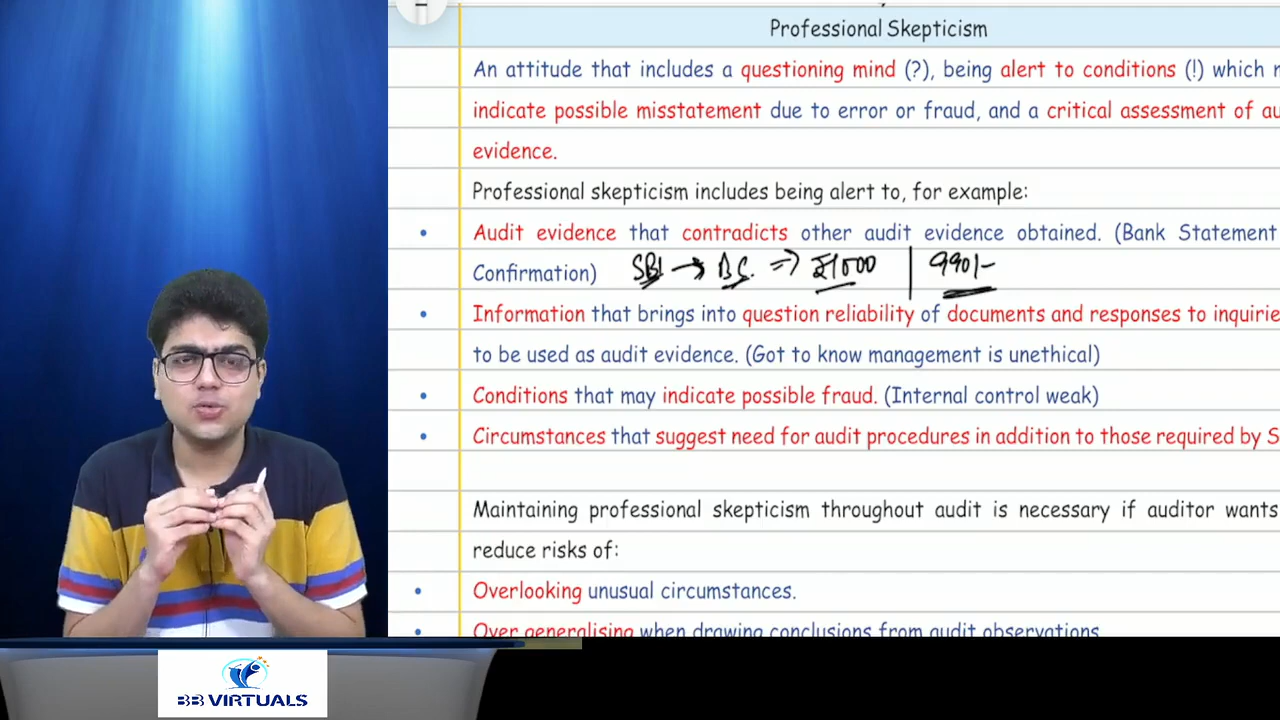 Professional Skepticism
An attitude that includes a questioning mind (?), being alert to conditions (!) which
indicate possible misstatement due to error or fraud, and a critical assessment of
evidence.
Professional skepticism includes being alert to, for example:
• Audit evidence that contradicts other audit evidence obtained. (Bank Statement
Confirmation) SBI → B.S. ⇒ ₹1000 | 990/-
• Information that brings into question reliability of documents and responses to
to be used as audit evidence. (Got to know management is unethical)
• Conditions that may indicate possible fraud. (Internal control weak)
• Circumstances that suggest need for audit procedures in addition to those required by
Maintaining professional skepticism throughout audit is necessary if auditor wants
reduce risks of:
• Overlooking unusual circumstances.
• Over generalising when drawing conclusions from audit observations
BB VIRTUALS